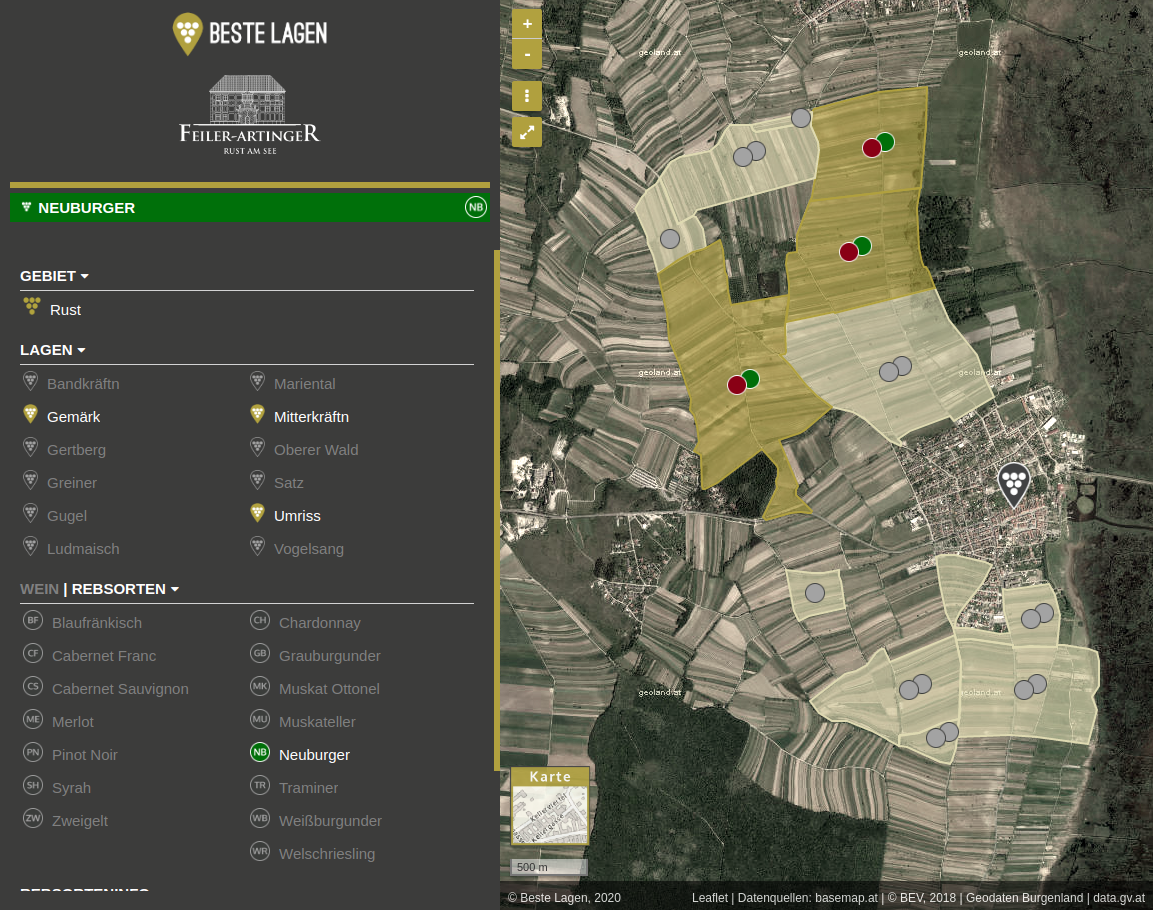 BESTE LAGEN
FEILER-ARTINGER
RUST AM SEE
NEUBURGER
NB
GEBIET
Rust
LAGEN
Bandkräftn
Mariental
Gemärk
Mitterkräftn
Gertberg
Oberer Wald
Greiner
Satz
Gugel
Umriss
Ludmaisch
Vogelsang
WEIN | REBSORTEN
BF Blaufränkisch
CH Chardonnay
CF Cabernet Franc
GB Grauburgunder
CS Cabernet Sauvignon
MK Muskat Ottonel
ME Merlot
MU Muskateller
PN Pinot Noir
NB Neuburger
SH Syrah
TR Traminer
ZW Zweigelt
WB Weißburgunder
WR Welschriesling
+
-
geoland.at
geoland.at
geoland.at
geoland.at
geoland.at
geoland.at
Karte
500 m
© Beste Lagen, 2020
Leaflet | Datenquellen: basemap.at | © BEV, 2018 | Geodaten Burgenland | data.gv.at